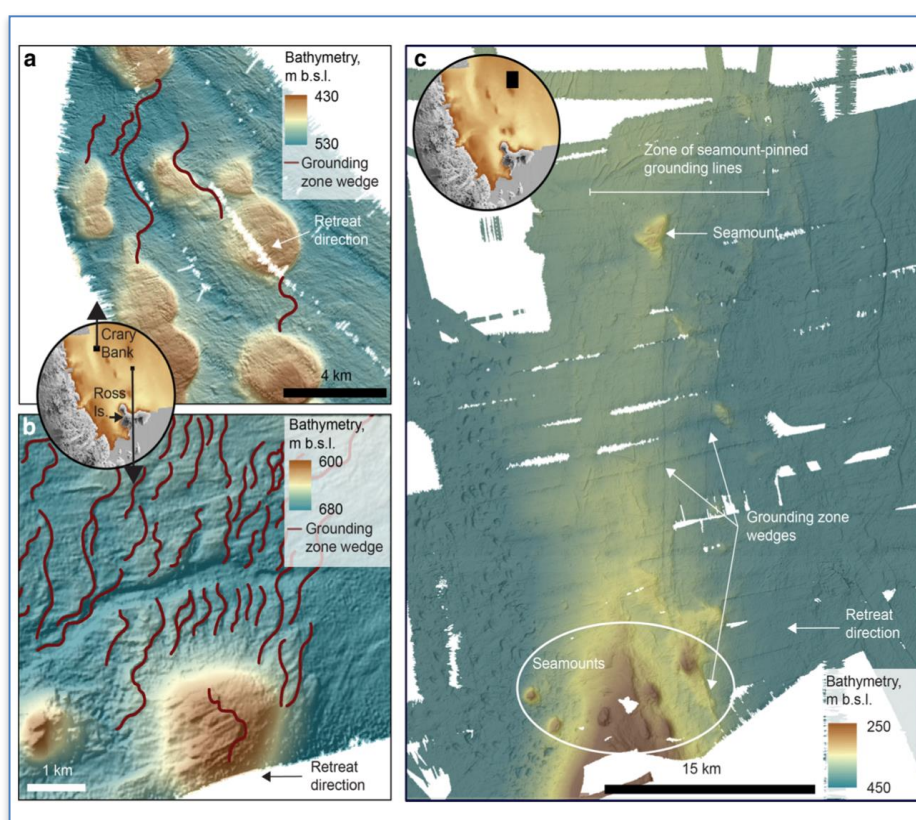 a
Bathymetry,
m b.s.l.
430
530
Grounding
zone wedge
Retreat
direction
4 km
Crary
Bank
Ross
Is.
b
Bathymetry,
m b.s.l.
600
680
Grounding
zone wedge
1 km
Retreat
direction
c
Zone of seamount-pinned
grounding lines
Seamount
Grounding zone
wedges
Retreat
direction
Seamounts
Bathymetry,
m b.s.l.
250
450
15 km